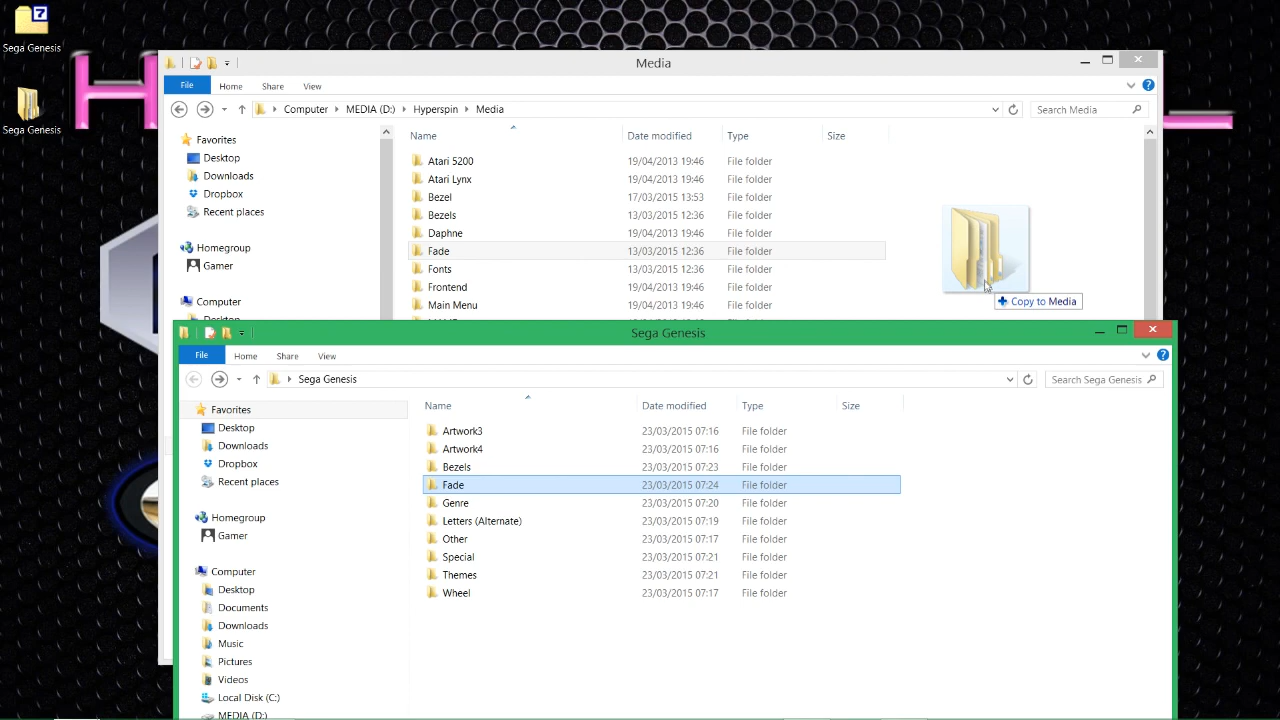 7
Sega Genesis
Sega Genesis
H
Media
File Home Share View
Computer MEDIA (D:) Hyperspin Media Search Media
Favorites
Desktop
Downloads
Dropbox
Recent places
Homegroup
Gamer
Computer
Name Date modified Type Size
Atari 5200 19/04/2013 19:46 File folder
Atari Lynx 19/04/2013 19:46 File folder
Bezel 17/03/2015 13:53 File folder
Bezels 13/03/2015 12:36 File folder
Daphne 19/04/2013 19:46 File folder
Fade 13/03/2015 12:36 File folder
Fonts 13/03/2015 12:36 File folder
Frontend 19/04/2013 19:46 File folder
Main Menu 19/04/2013 19:46 File folder
Copy to Media
Sega Genesis
File Home Share View
Sega Genesis Search Sega Genesis
Favorites
Desktop
Downloads
Dropbox
Recent places
Homegroup
Gamer
Computer
Desktop
Documents
Downloads
Music
Pictures
Videos
Local Disk (C:)
MEDIA (D:)
Name Date modified Type Size
Artwork3 23/03/2015 07:16 File folder
Artwork4 23/03/2015 07:16 File folder
Bezels 23/03/2015 07:23 File folder
Fade 23/03/2015 07:24 File folder
Genre 23/03/2015 07:20 File folder
Letters (Alternate) 23/03/2015 07:19 File folder
Other 23/03/2015 07:17 File folder
Special 23/03/2015 07:21 File folder
Themes 23/03/2015 07:21 File folder
Wheel 23/03/2015 07:17 File folder